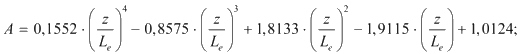 A = 0,1552 · (z/L_e)^4 − 0,8575 · (z/L_e)^3 + 1,8133 · (z/L_e)^2 − 1,9115 · (z/L_e) + 1,0124;